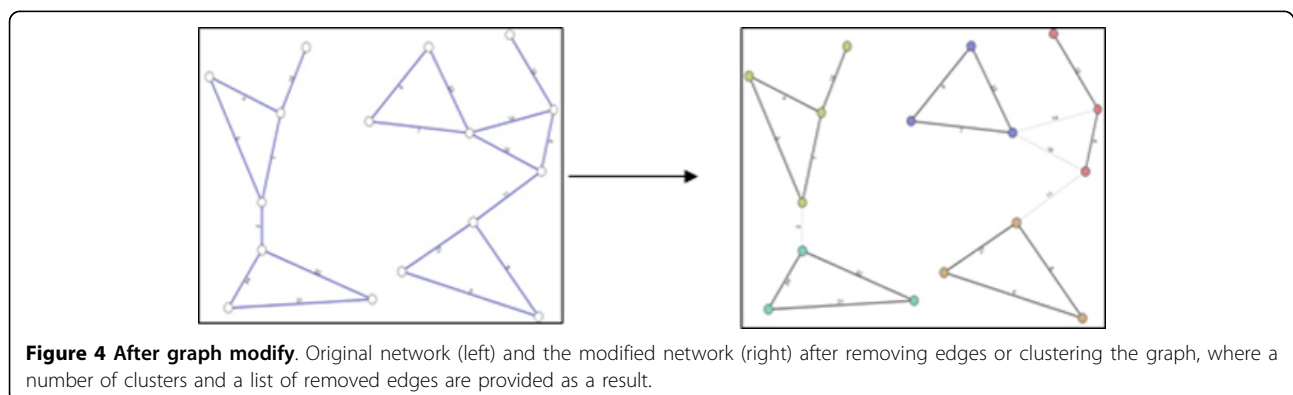 Figure 4 After graph modify. Original network (left) and the modified network (right) after removing edges or clustering the graph, where a
number of clusters and a list of removed edges are provided as a result.